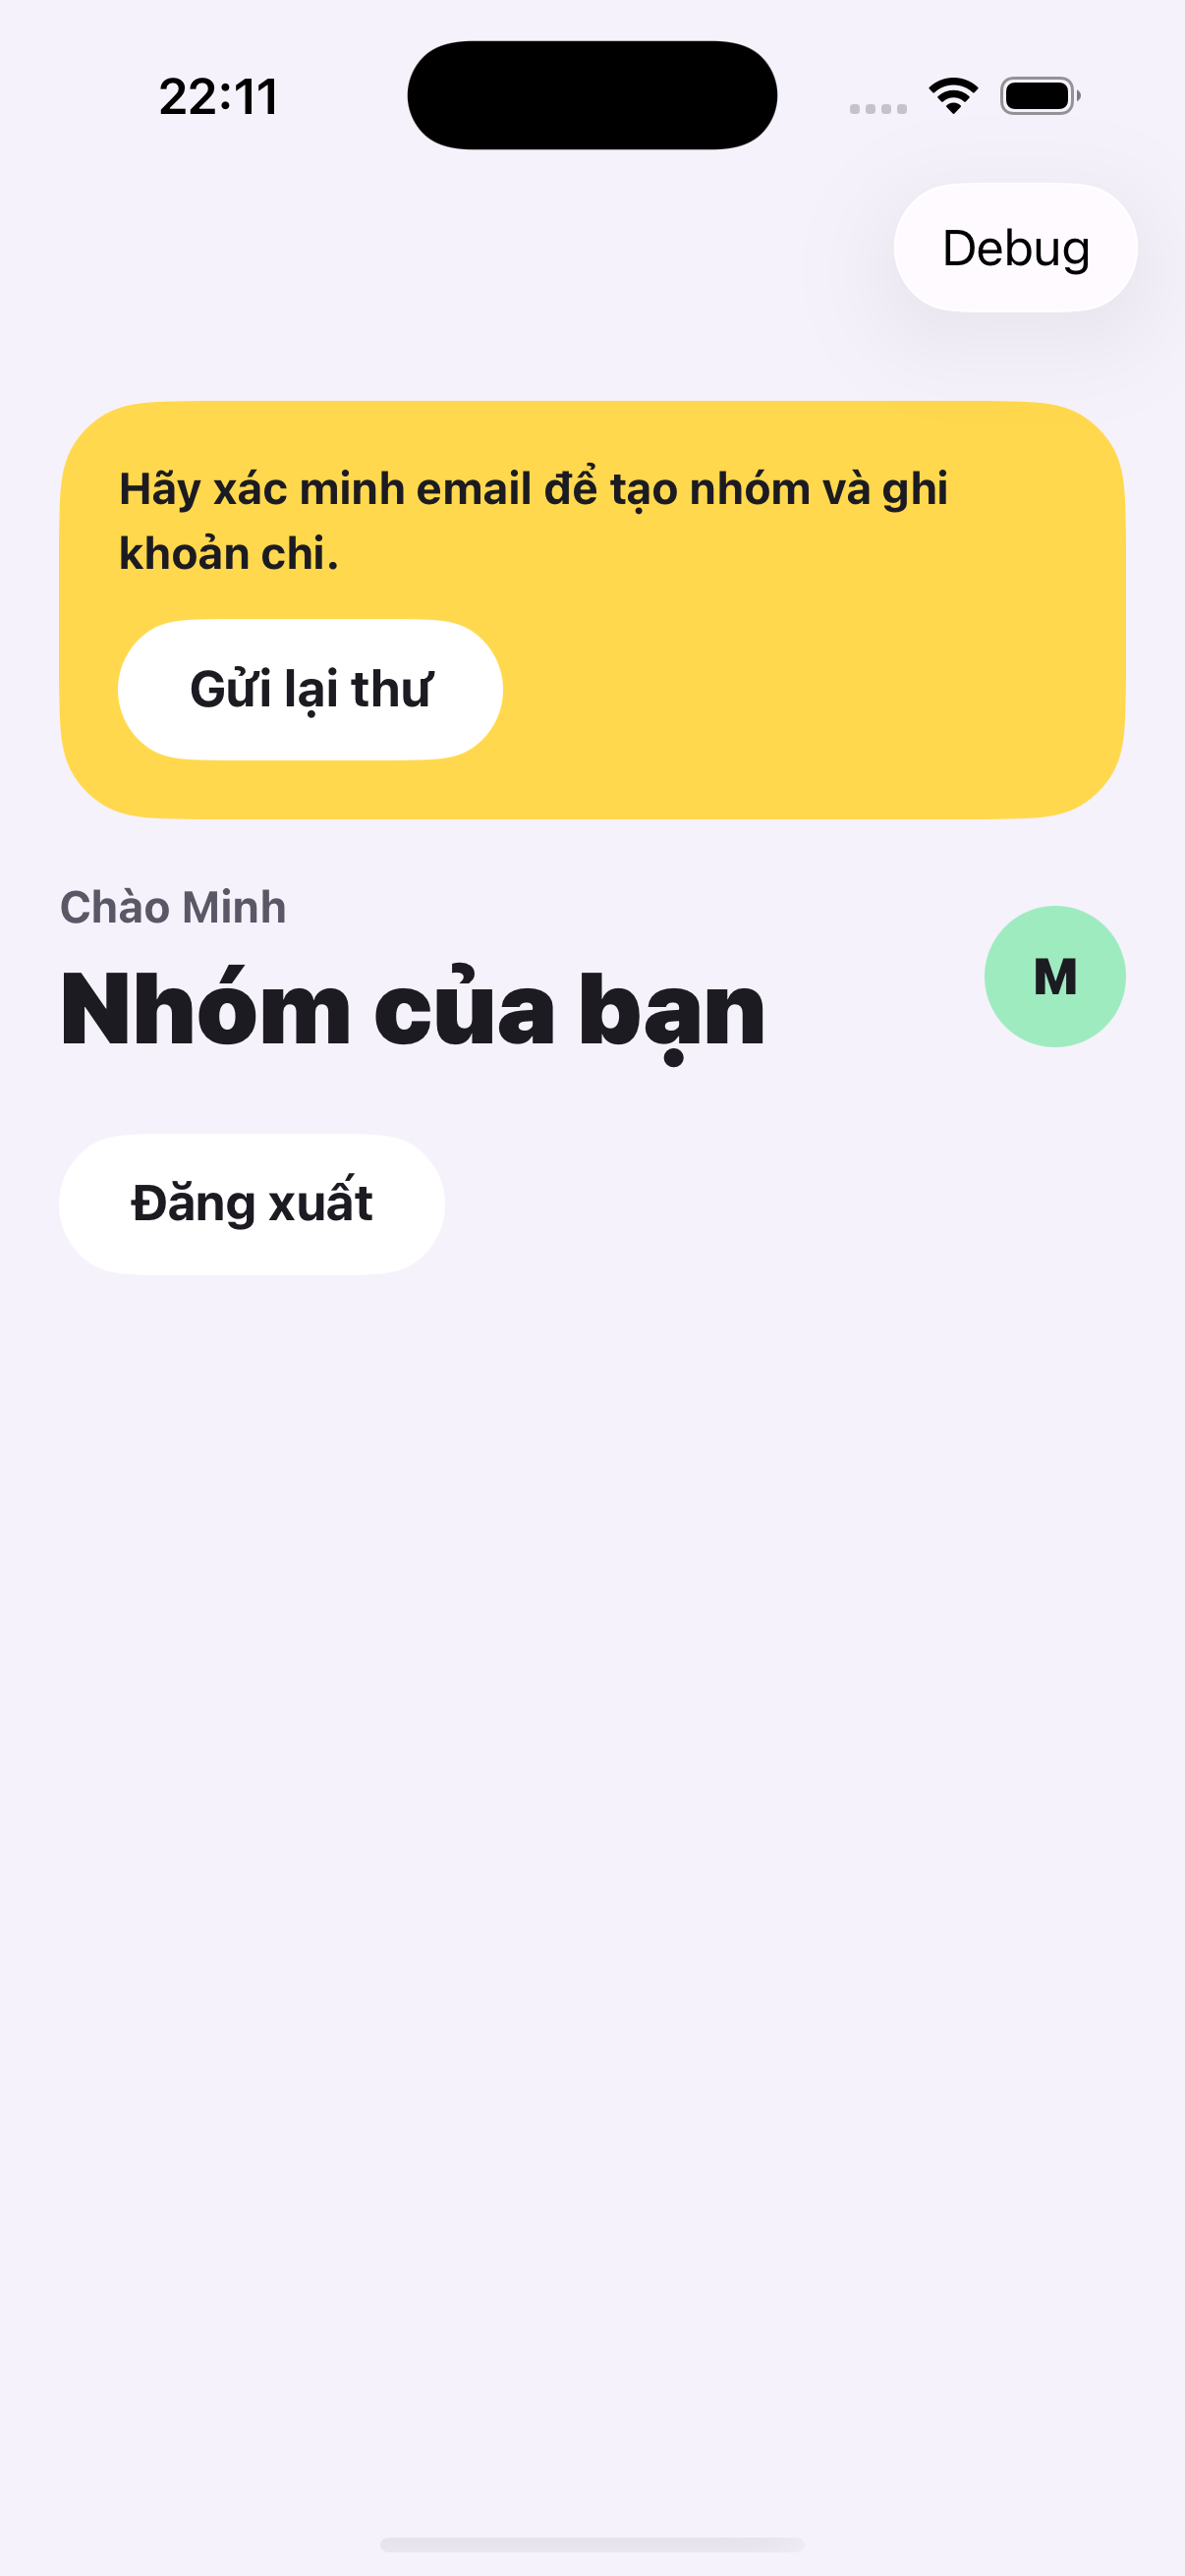 22:11
Debug
Hãy xác minh email để tạo nhóm và ghi
khoản chi.
Gửi lại thư
Chào Minh
Nhóm của bạn
M
Đăng xuất